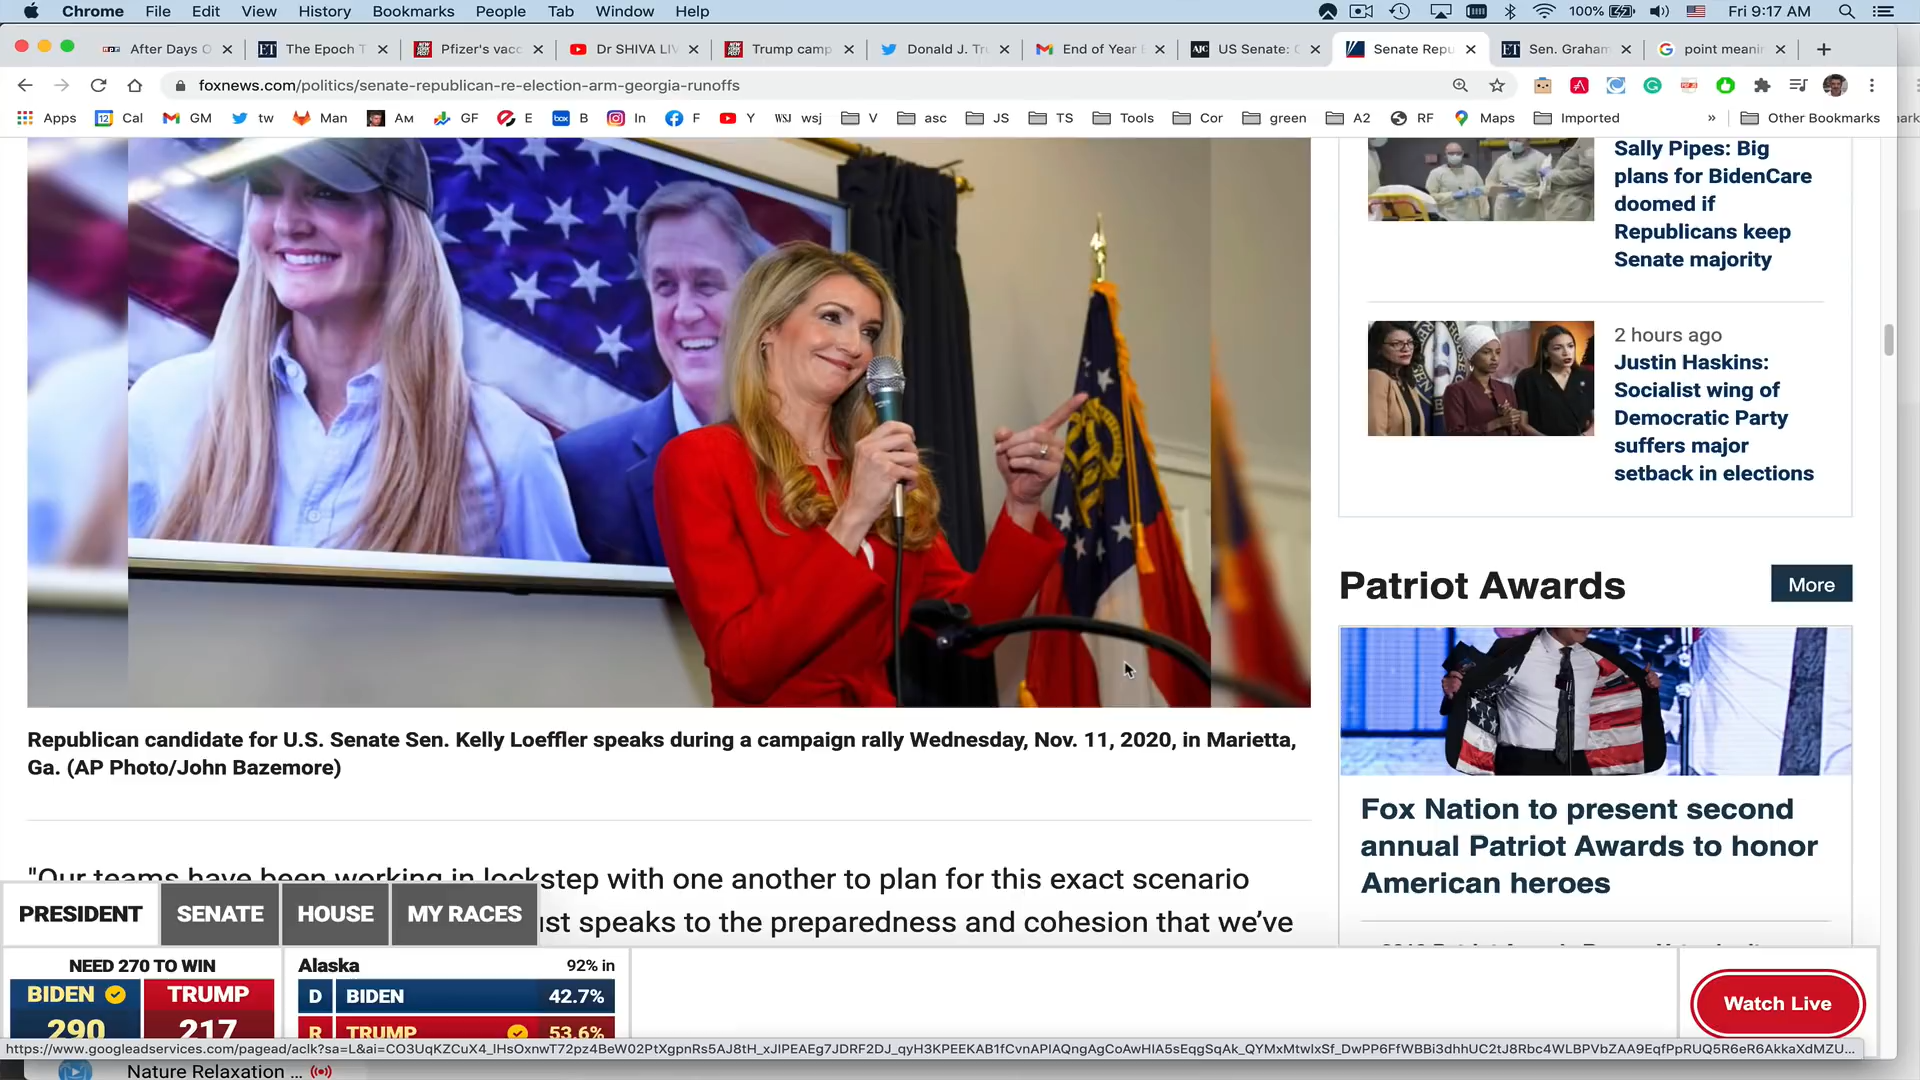 Chrome File Edit View History Bookmarks People Tab Window Help 100% Fri 9:17 AM
After Days O The Epoch T Pfizer's vacc Dr SHIVA LIV Trump camp Donald J. Tr End of Year US Senate: Senate Repu Sen. Graham point meani
foxnews.com/politics/senate-republican-re-election-arm-georgia-runoffs
Apps Cal GM tw Man Ам GF E B In F Y wsj V asc JS TS Tools Cor green A2 RF Maps Imported » Other Bookmarks
Sally Pipes: Big
plans for BidenCare
doomed if
Republicans keep
Senate majority
2 hours ago
Justin Haskins:
Socialist wing of
Democratic Party
suffers major
setback in elections
Patriot Awards
More
Fox Nation to present second
annual Patriot Awards to honor
American heroes
Republican candidate for U.S. Senate Sen. Kelly Loeffler speaks during a campaign rally Wednesday, Nov. 11, 2020, in Marietta,
Ga. (AP Photo/John Bazemore)
"Our teams have been working in lockstep with one another to plan for this exact scenario
speaks to the preparedness and cohesion that we've
PRESIDENT SENATE HOUSE MY RACES
NEED 270 TO WIN
BIDEN TRUMP
290 217
Alaska 92% in
D BIDEN 42.7%
R TRUMP 53.6%
Watch Live
Nature Relaxation ...